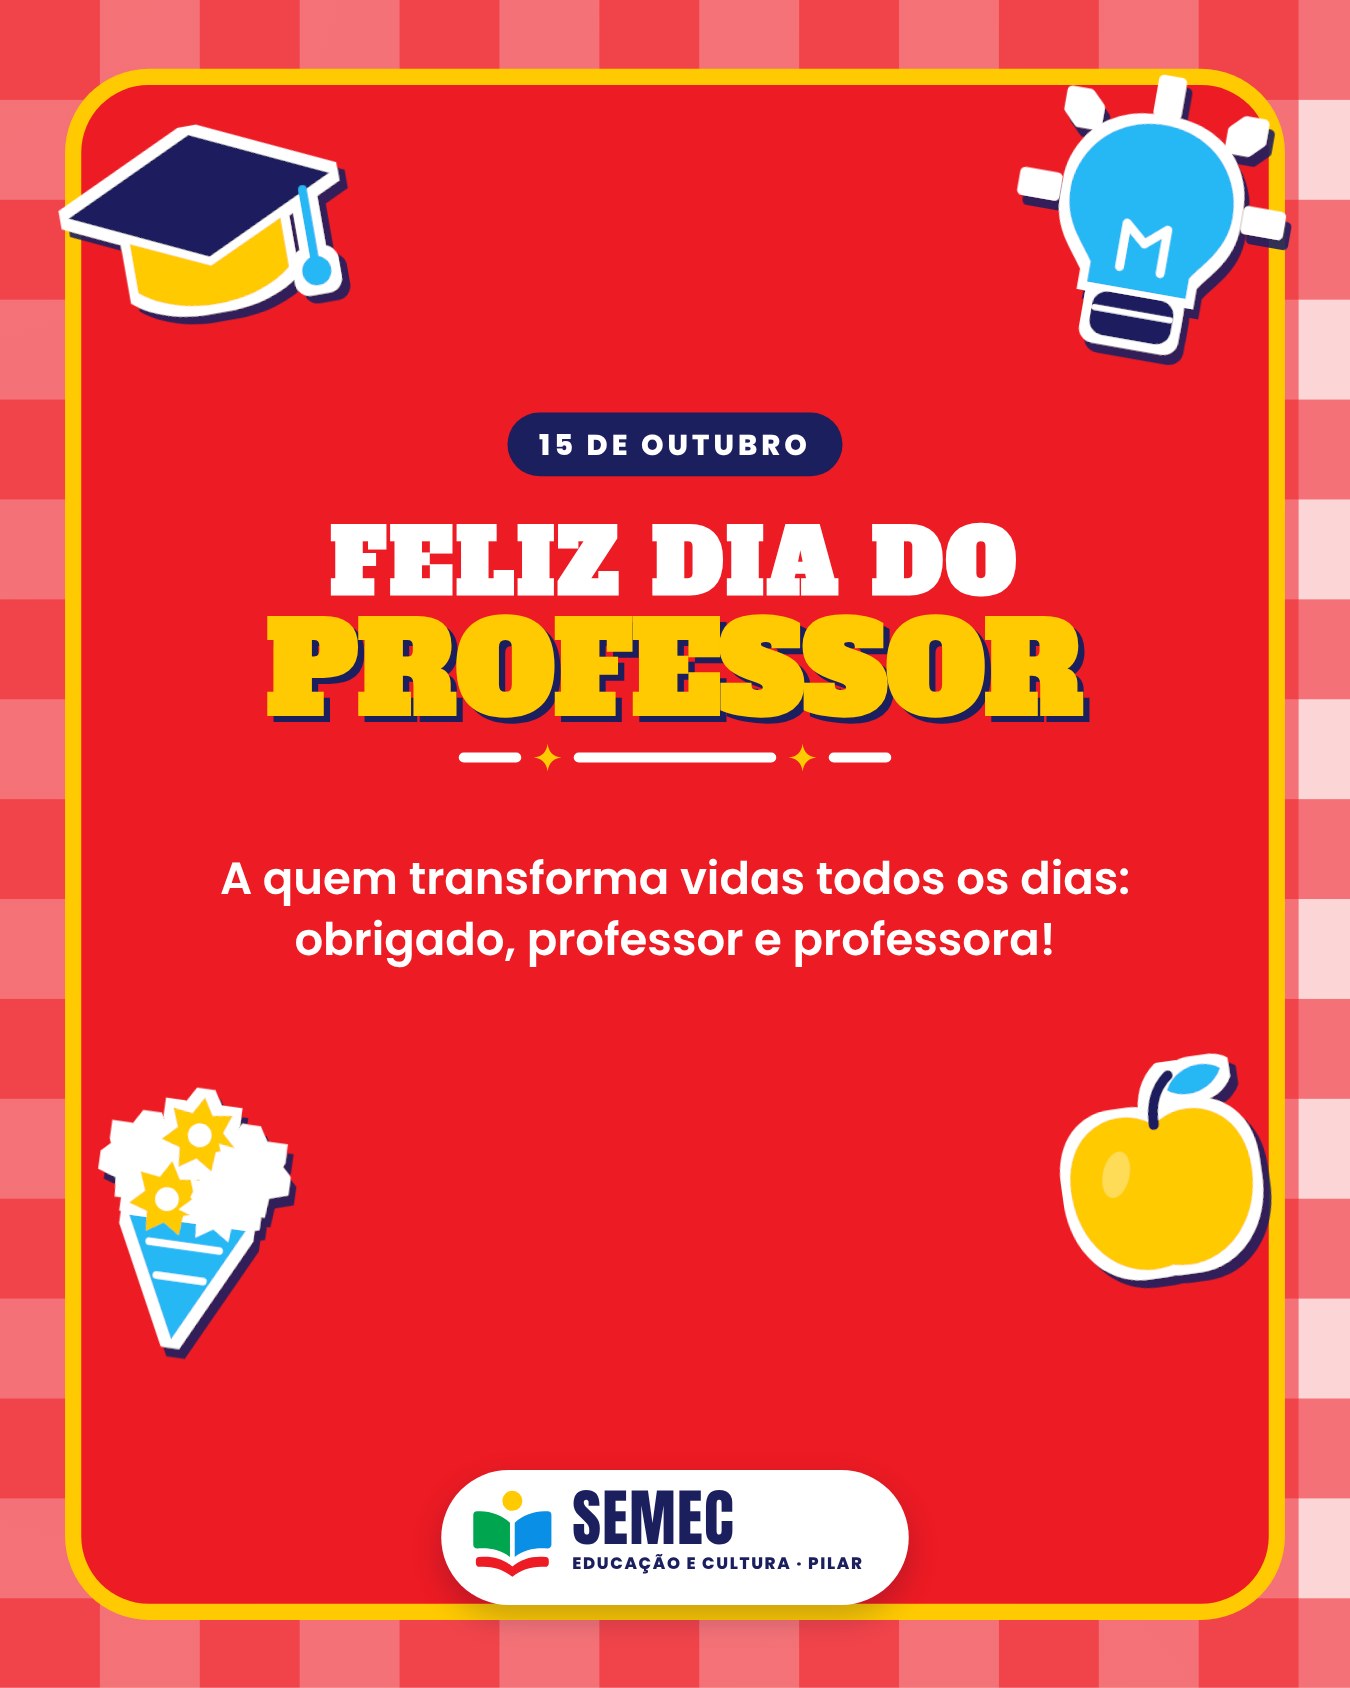 M
15 DE OUTUBRO
FELIZ DIA DO
PROFESSOR
A quem transforma vidas todos os dias:
obrigado, professor e professora!
SEMEC
EDUCAÇÃO E CULTURA · PILAR